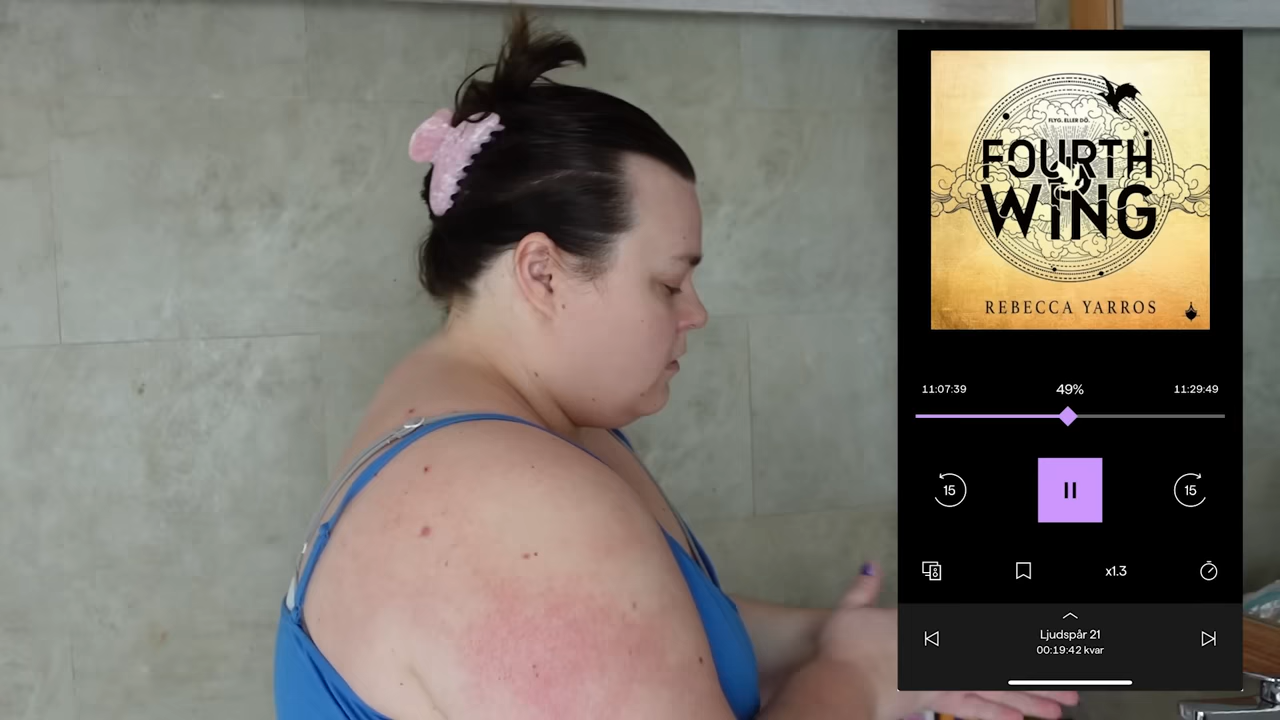 FLYG. ELLER DÖ.
FOURTH
WING
REBECCA YARROS
11:07:39 49% 11:29:49
15 15
x1.3
Ljudspår 21
00:19:42 kvar